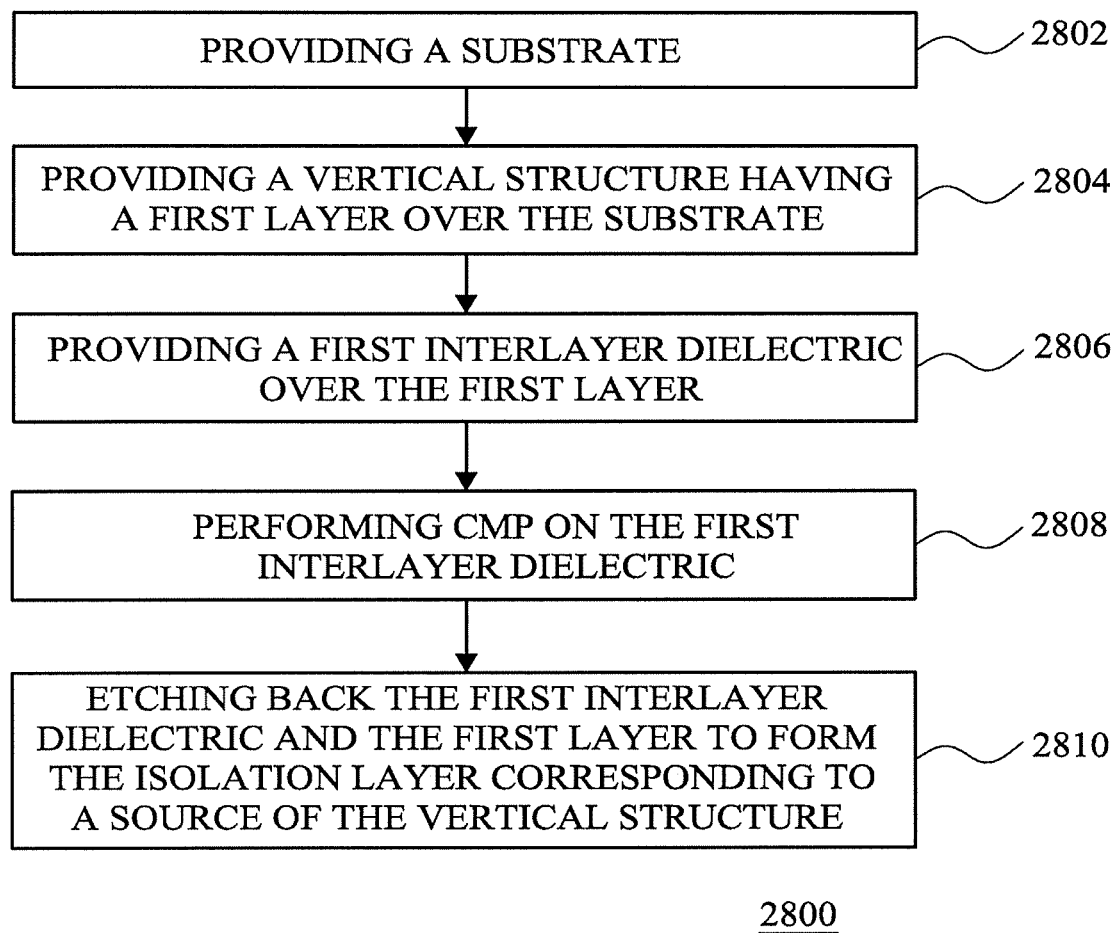 PROVIDING A SUBSTRATE
2802
PROVIDING A VERTICAL STRUCTURE HAVING
A FIRST LAYER OVER THE SUBSTRATE
2804
PROVIDING A FIRST INTERLAYER DIELECTRIC
OVER THE FIRST LAYER
2806
PERFORMING CMP ON THE FIRST
INTERLAYER DIELECTRIC
2808
ETCHING BACK THE FIRST INTERLAYER
DIELECTRIC AND THE FIRST LAYER TO FORM
THE ISOLATION LAYER CORRESPONDING TO
A SOURCE OF THE VERTICAL STRUCTURE
2810
2800